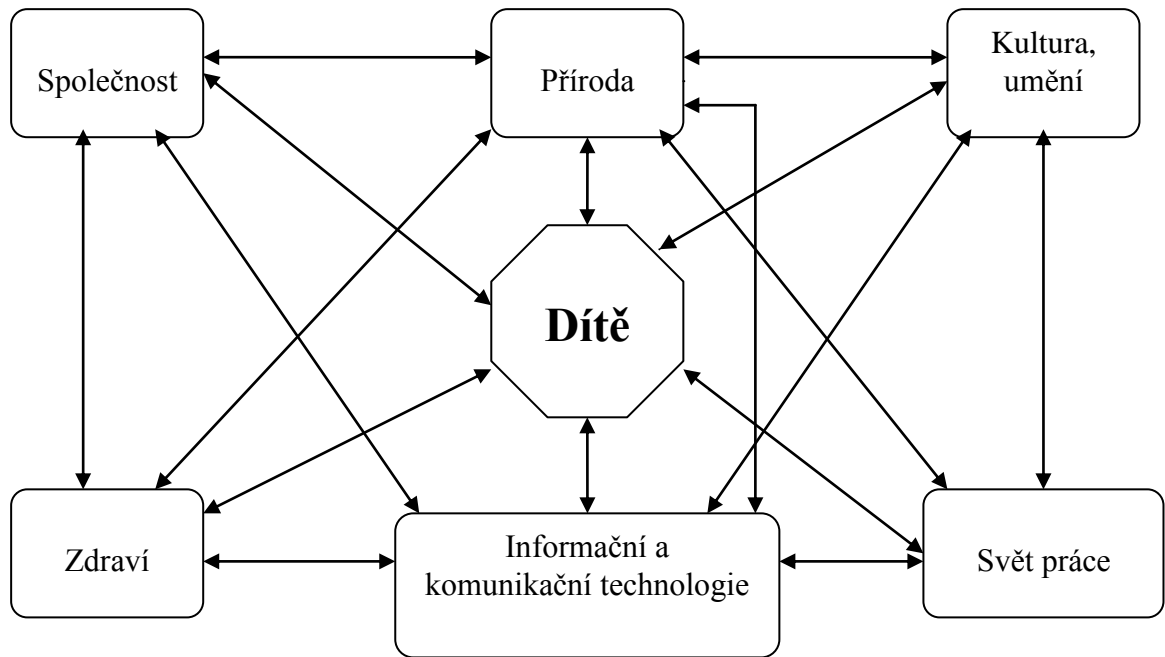 Společnost
Příroda
Kultura,
umění
Dítě
Zdraví
Informační a
komunikační technologie
Svět práce